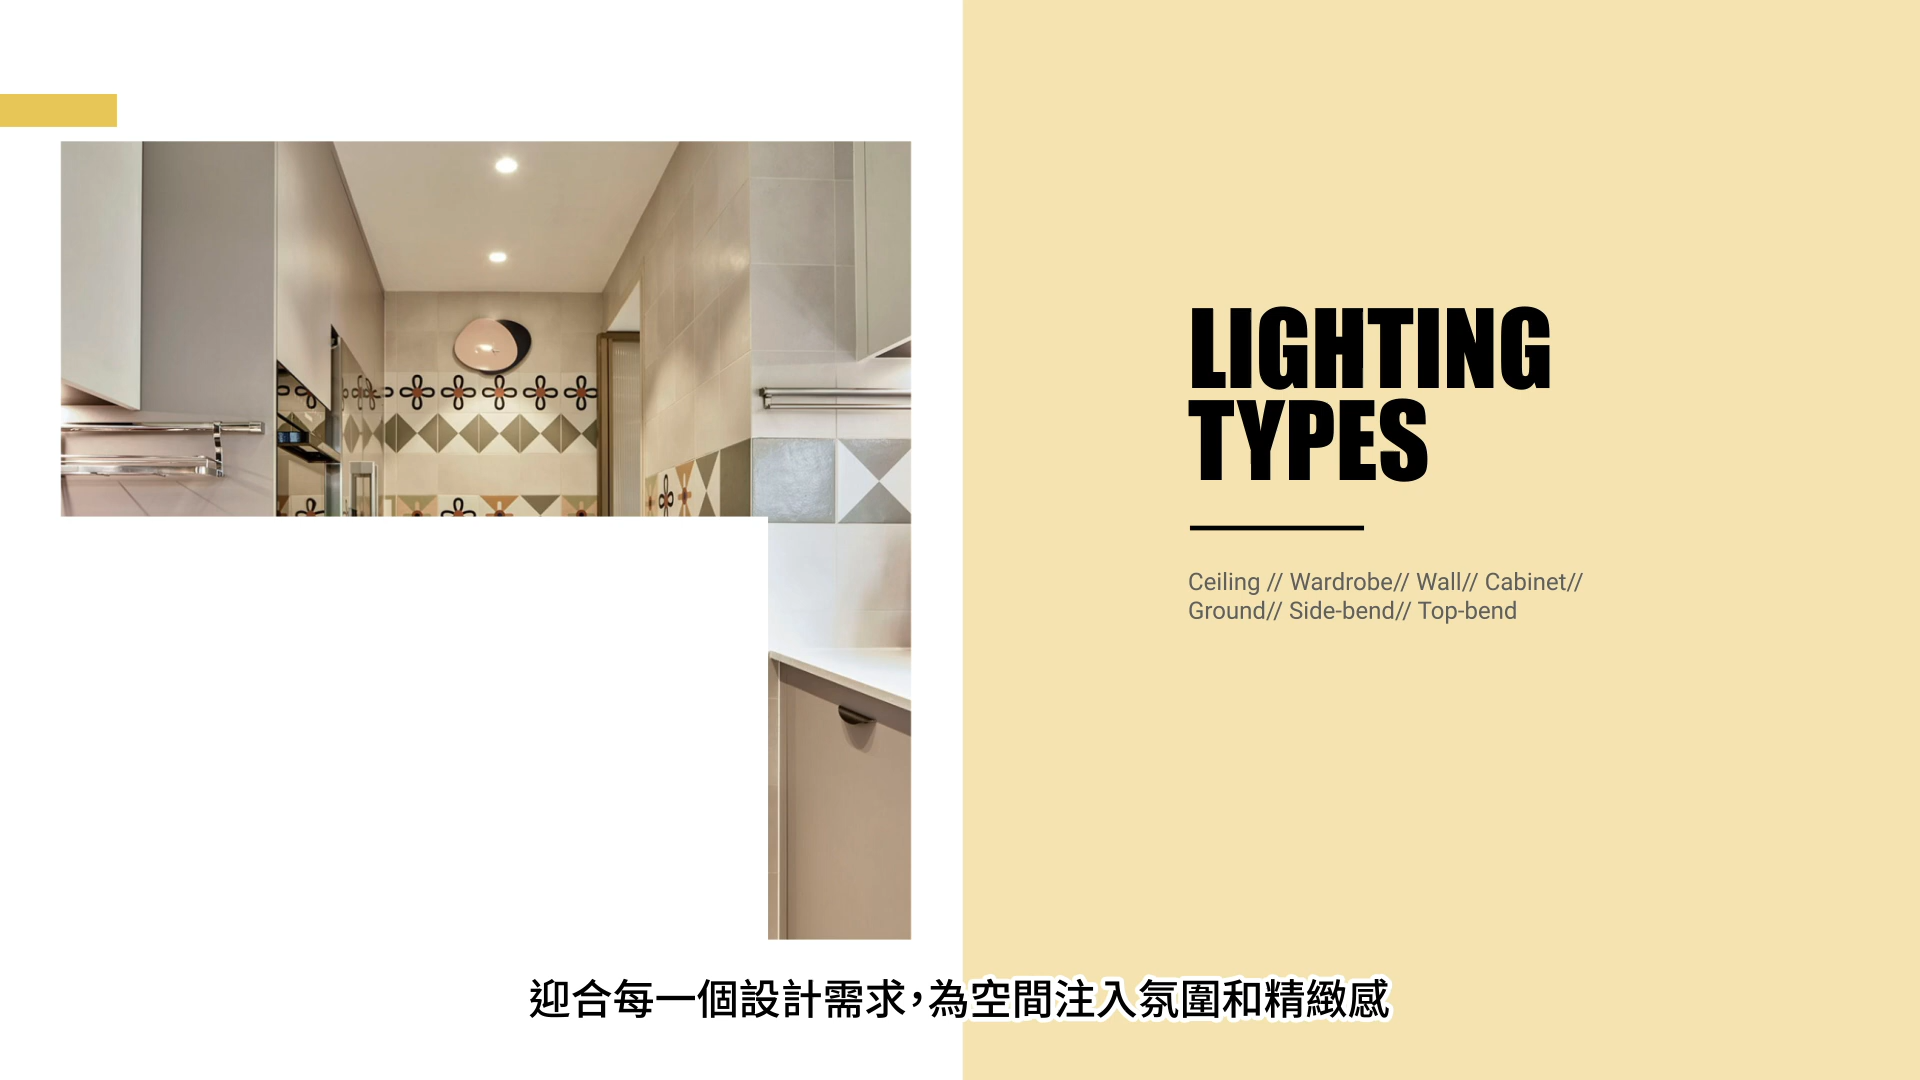 LIGHTING
TYPES
Ceiling // Wardrobe// Wall// Cabinet//
Ground// Side-bend// Top-bend
迎合每一個設計需求，為空間注入氛圍和精緻感